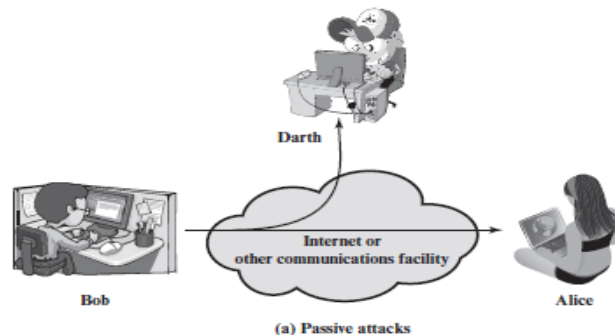 Darth
Internet or
other communications facility
Bob
Alice
(a) Passive attacks